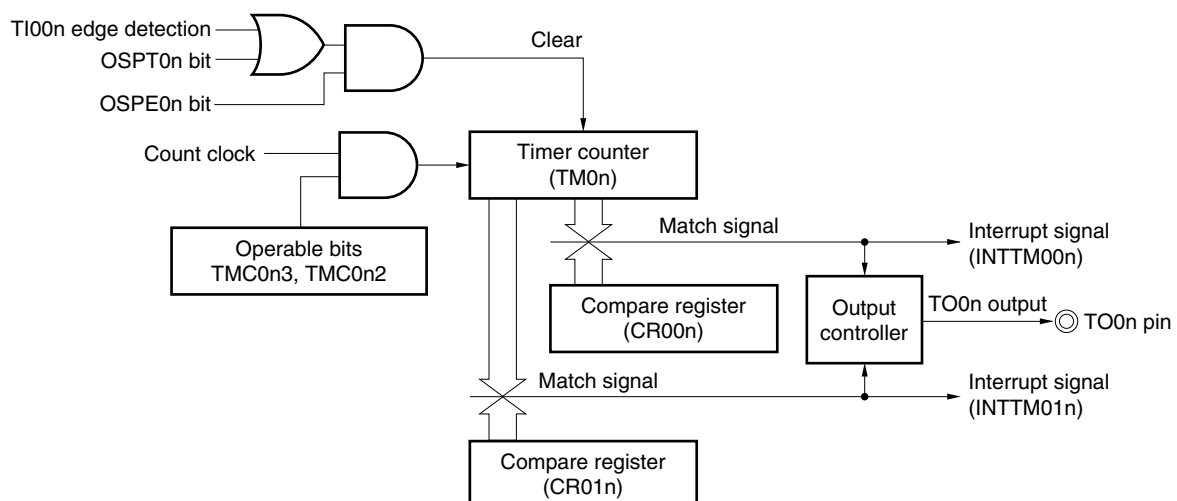 TI00n edge detection
OSPT0n bit
OSPE0n bit
Clear
Count clock
Timer counter
(TM0n)
Operable bits
TMC0n3, TMC0n2
Match signal
Interrupt signal
(INTTM00n)
Compare register
(CR00n)
Output
controller
TO0n output
TO0n pin
Match signal
Interrupt signal
(INTTM01n)
Compare register
(CR01n)